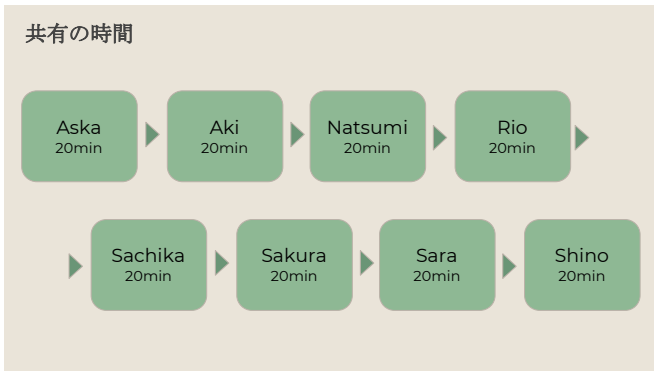 共有の時間
Aska
20min
Aki
20min
Natsumi
20min
Rio
20min
Sachika
20min
Sakura
20min
Sara
20min
Shino
20min